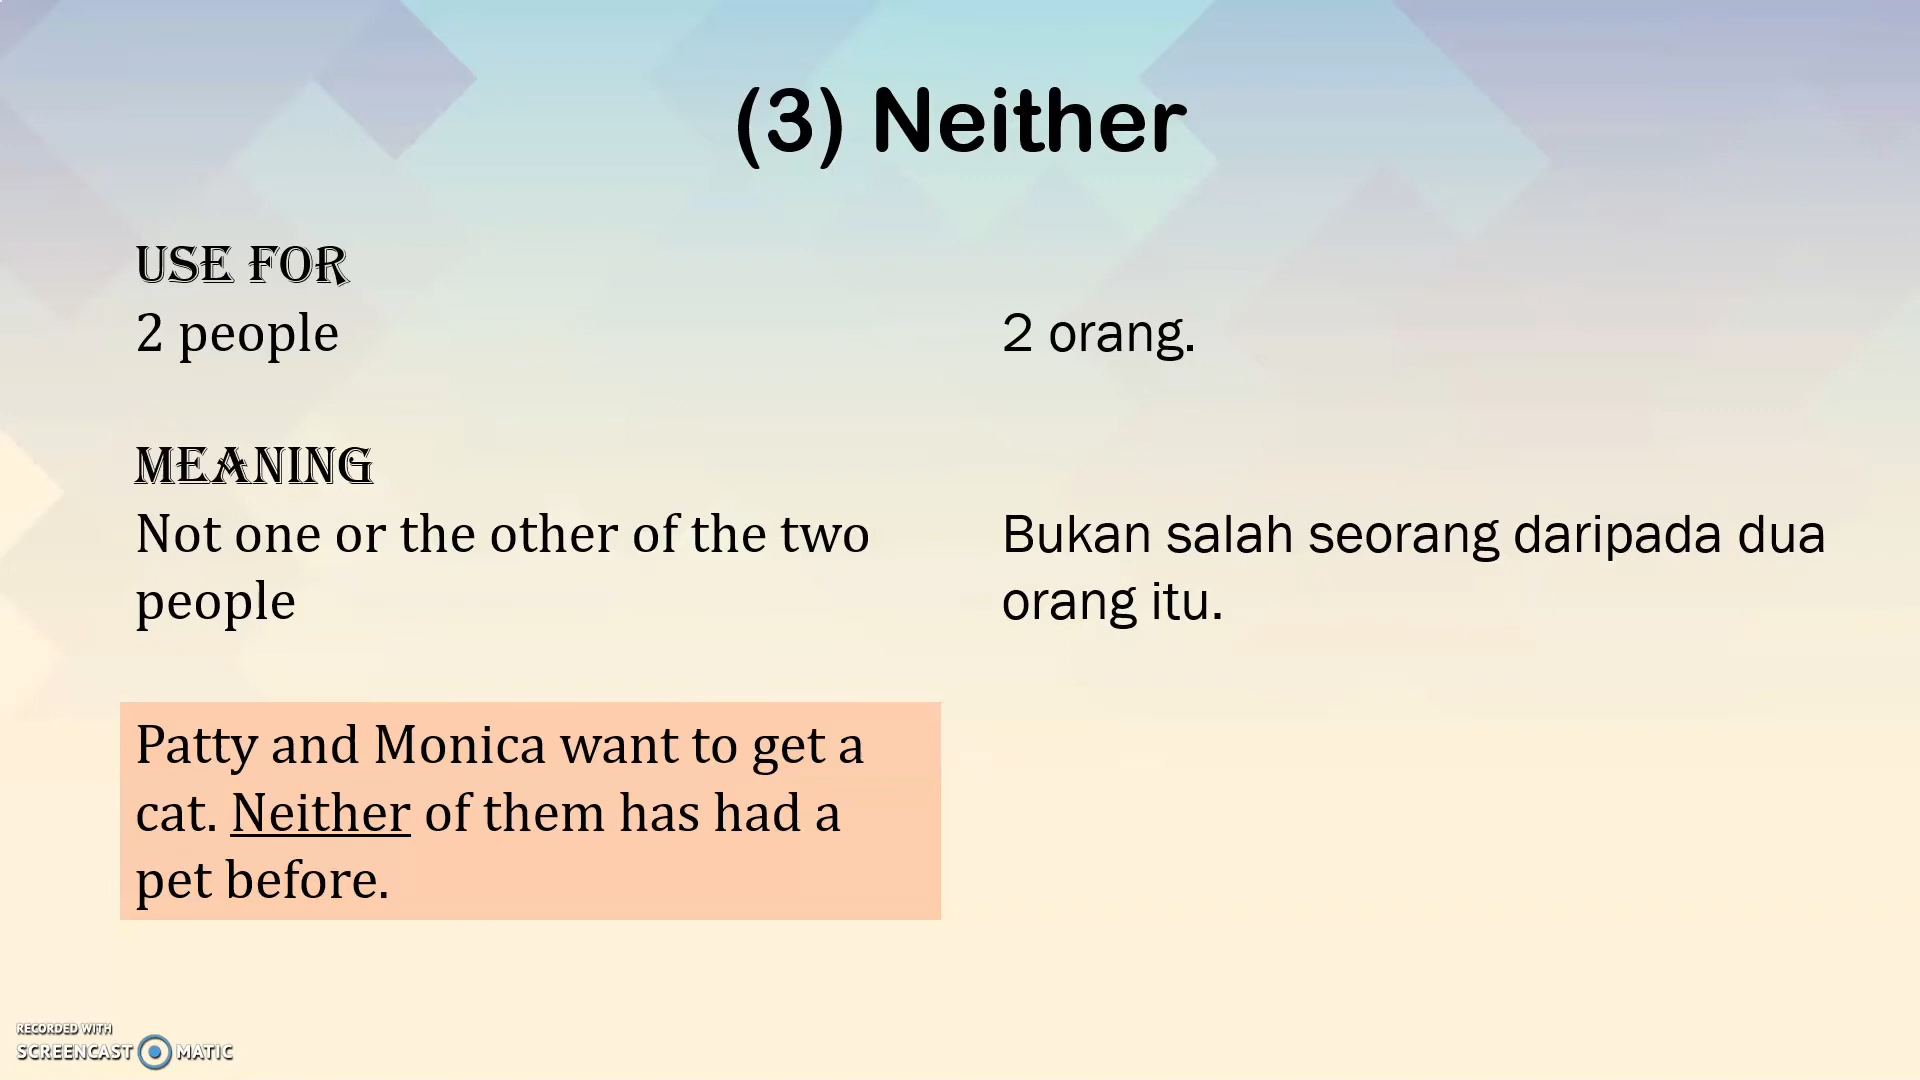 (3) Neither
USE FOR
2 people
2 orang.
MEANING
Not one or the other of the two
people
Bukan salah seorang daripada dua
orang itu.
Patty and Monica want to get a
cat. Neither of them has had a
pet before.
RECORDED WITH
SCREENCAST MATIC